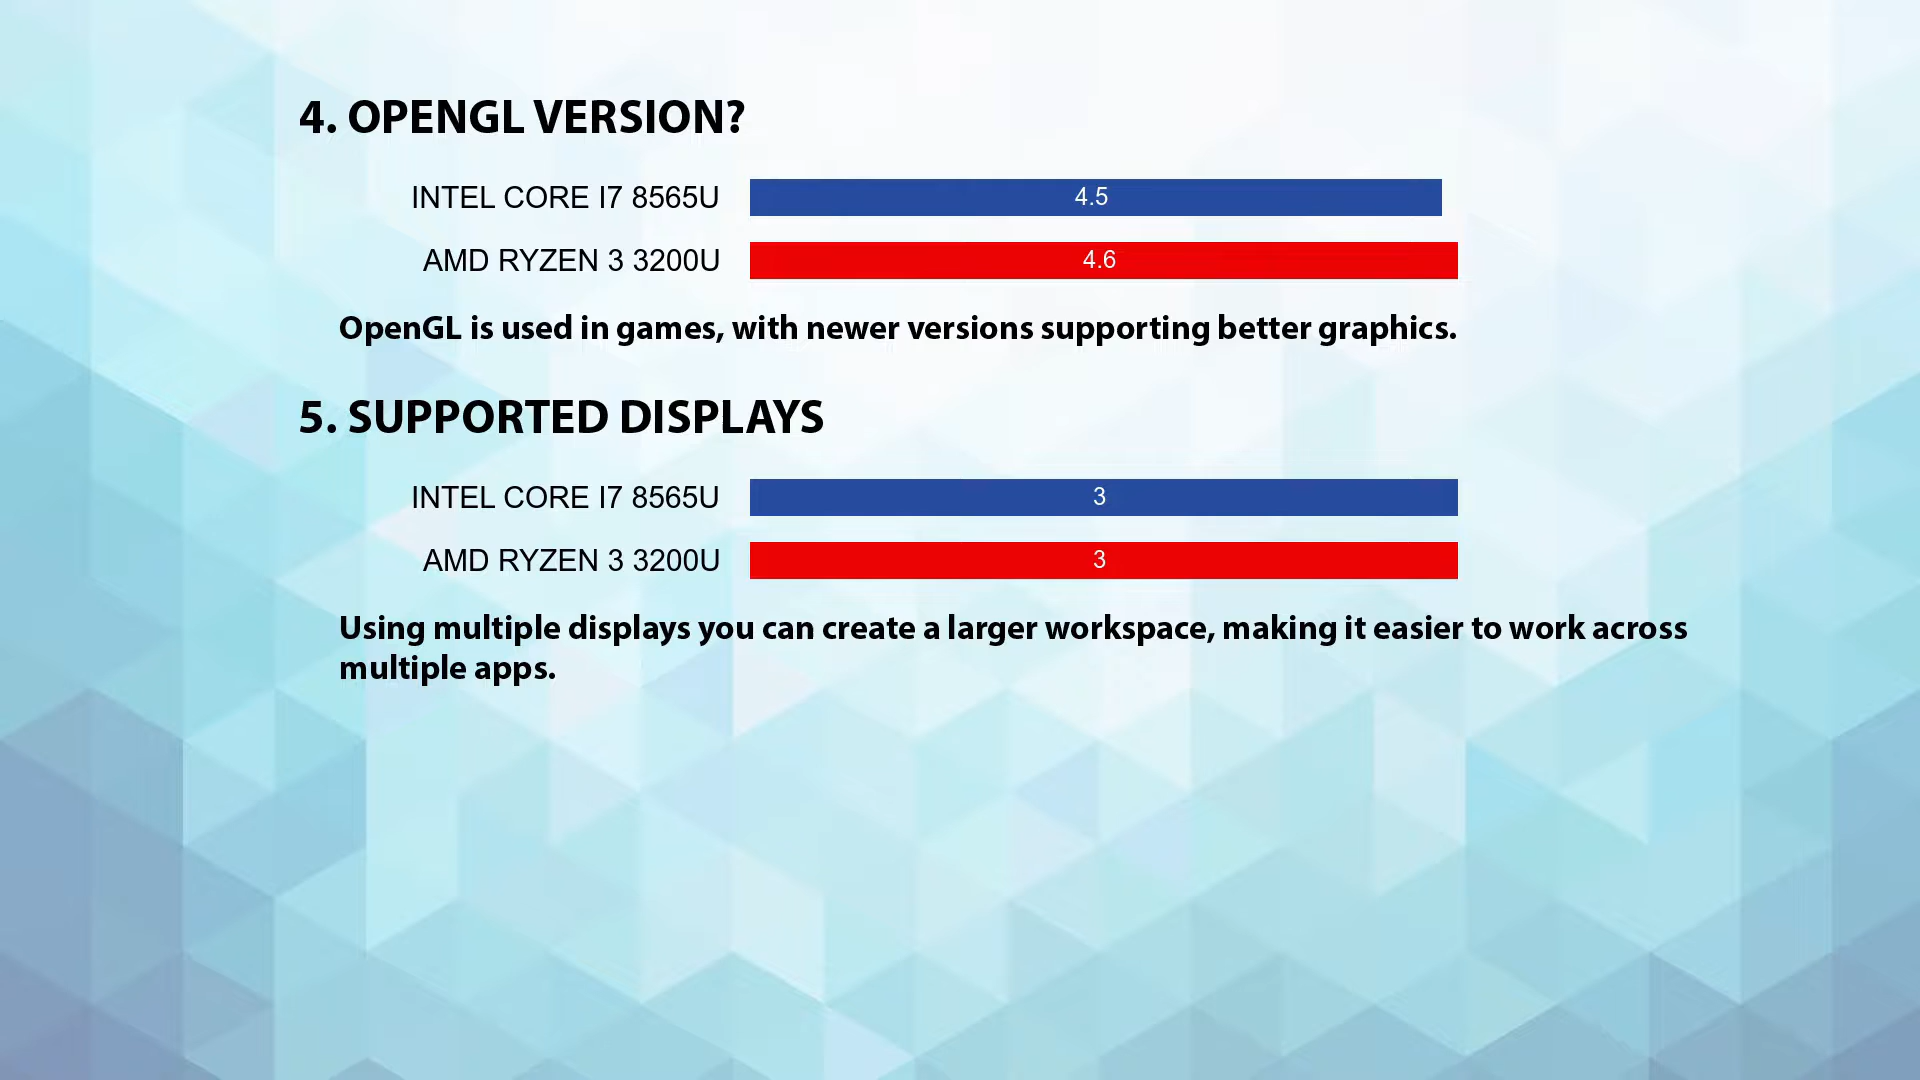 4. OPENGL VERSION?
INTEL CORE I7 8565U 4.5
AMD RYZEN 3 3200U 4.6
OpenGL is used in games, with newer versions supporting better graphics.
5. SUPPORTED DISPLAYS
INTEL CORE I7 8565U 3
AMD RYZEN 3 3200U 3
Using multiple displays you can create a larger workspace, making it easier to work across
multiple apps.